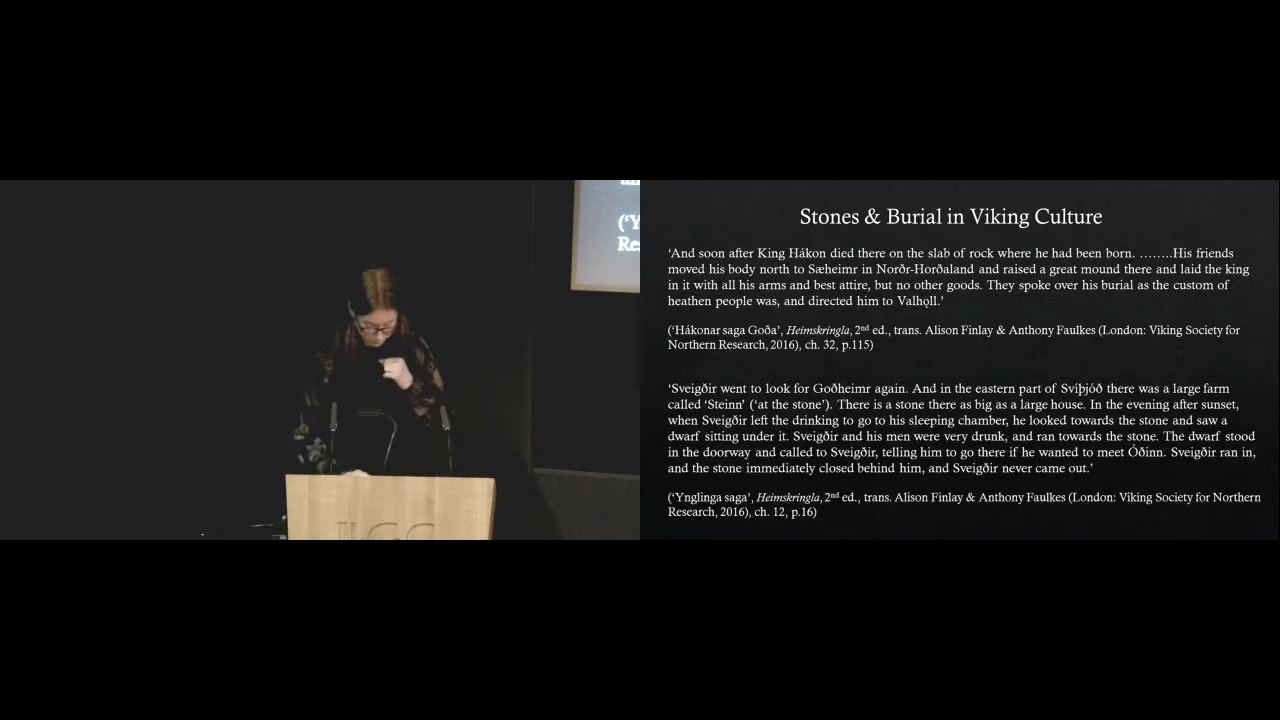 Stones & Burial in Viking Culture
‘And soon after King Hákon died there on the slab of rock where he had been born. ……..His friends
moved his body north to Sæheimr in Norðr-Horðaland and raised a great mound there and laid the king
in it with all his arms and best attire, but no other goods. They spoke over his burial as the custom of
heathen people was, and directed him to Valhǫll.’
(‘Hákonar saga Goða’, Heimskringla, 2nd ed., trans. Alison Finlay & Anthony Faulkes (London: Viking Society for
Northern Research, 2016), ch. 32, p.115)
‘Sveigðir went to look for Goðheimr again. And in the eastern part of Svíþjóð there was a large farm
called ‘Steinn’ (‘at the stone’). There is a stone there as big as a large house. In the evening after sunset,
when Sveigðir left the drinking to go to his sleeping chamber, he looked towards the stone and saw a
dwarf sitting under it. Sveigðir and his men were very drunk, and ran towards the stone. The dwarf stood
in the doorway and called to Sveigðir, telling him to go there if he wanted to meet Óðinn. Sveigðir ran in,
and the stone immediately closed behind him, and Sveigðir never came out.’
(‘Ynglinga saga’, Heimskringla, 2nd ed., trans. Alison Finlay & Anthony Faulkes (London: Viking Society for Northern
Research, 2016), ch. 12, p.16)
(‘Y
Re